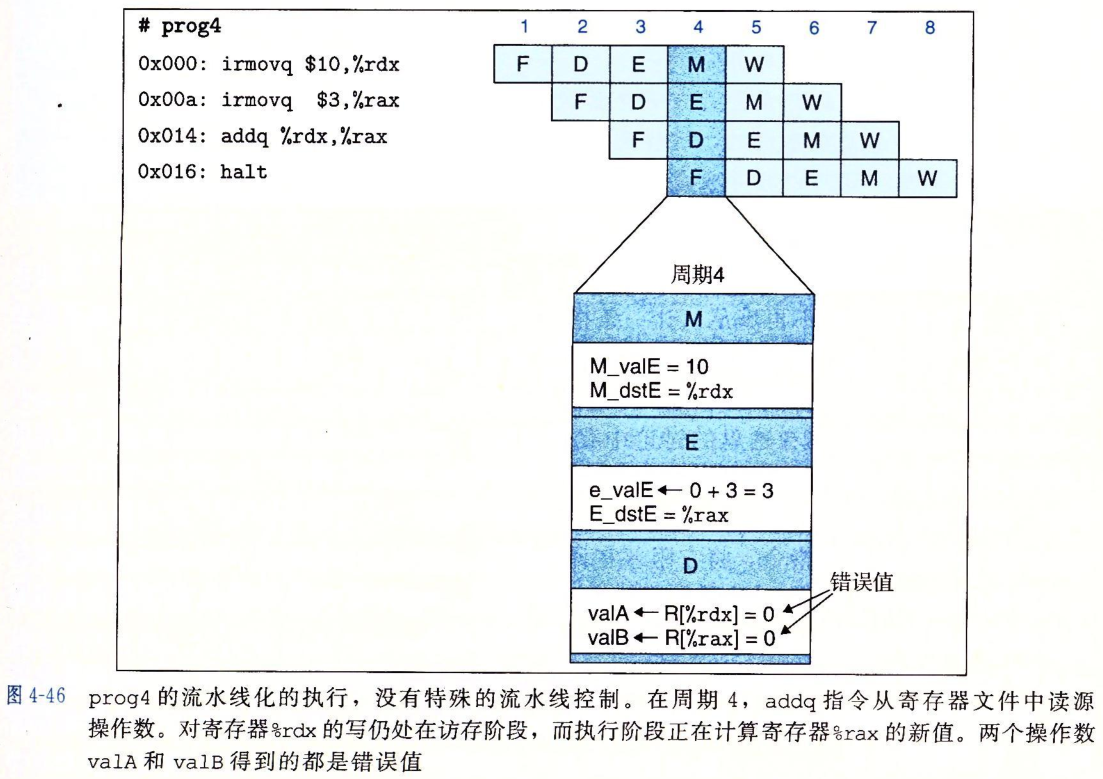 # prog4
1 2 3 4 5 6 7 8
0x000: irmovq $10,%rdx F D E M W
0x00a: irmovq $3,%rax F D E M W
0x014: addq %rdx,%rax F D E M W
0x016: halt F D E M W
周期4
M
M_valE = 10
M_dstE = %rdx
E
e_valE ← 0 + 3 = 3
E_dstE = %rax
D
错误值
valA ← R[%rdx] = 0
valB ← R[%rax] = 0
图 4-46 prog4 的流水线化的执行，没有特殊的流水线控制。在周期 4，addq 指令从寄存器文件中读源
操作数。对寄存器%rdx 的写仍处在访存阶段，而执行阶段正在计算寄存器%rax 的新值。两个操作数
valA 和 valB 得到的都是错误值